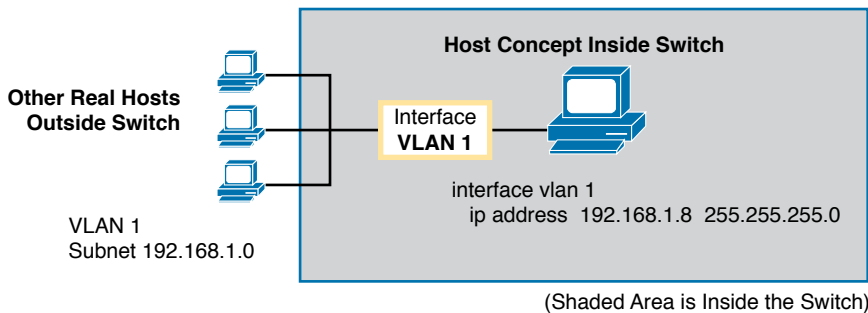 Host Concept Inside Switch
Other Real Hosts
Outside Switch
Interface
VLAN 1
interface vlan 1
ip address 192.168.1.8 255.255.255.0
VLAN 1
Subnet 192.168.1.0
(Shaded Area is Inside the Switch)